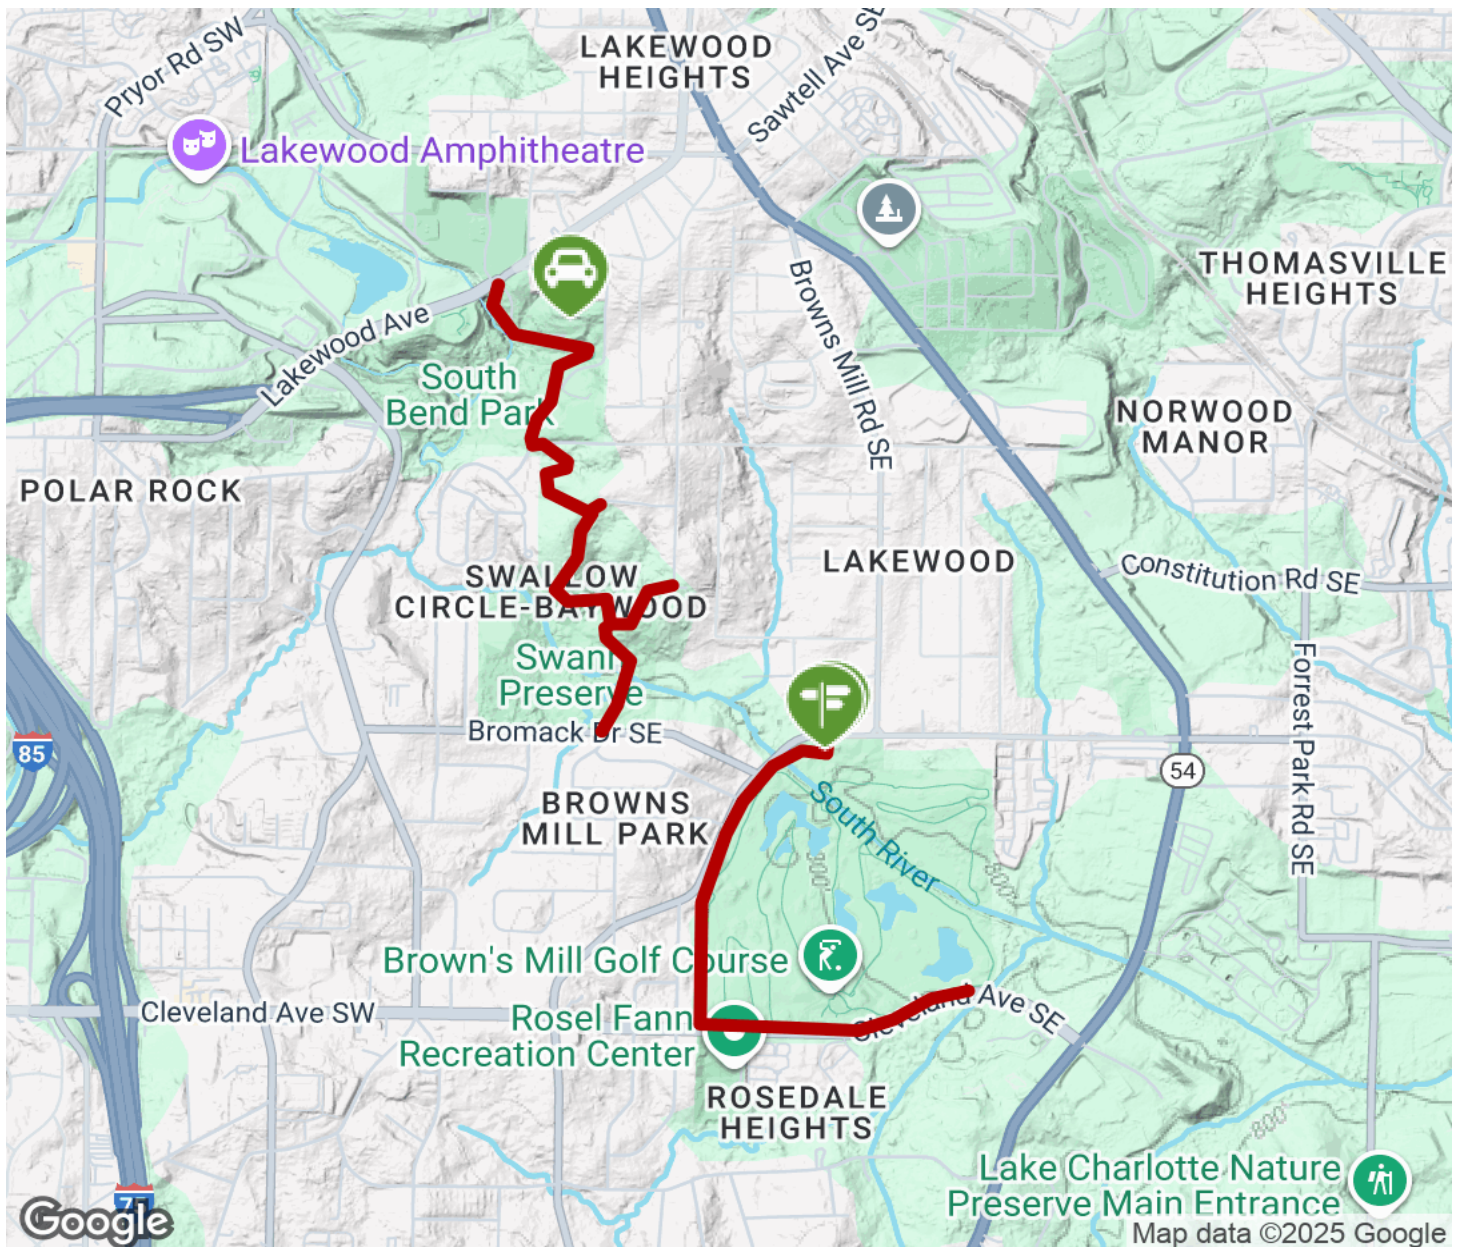 Pryor Rd SW
LAKEWOOD
HEIGHTS
Sawtell Ave SE
Lakewood Amphitheatre
THOMASVILLE
HEIGHTS
Browns Mill Rd SE
Lakewood Ave
South
Bend Park
NORWOOD
MANOR
POLAR ROCK
LAKEWOOD
Constitution Rd SE
SWALLOW
CIRCLE-BAYWOOD
Swann
Preserve
Forrest Park Rd SE
Bromack Dr SE
85
54
BROWNS
MILL PARK
South River
300'
800'
Brown's Mill Golf Course
Cleveland Ave SW
Cleveland Ave SE
Rosel Fann
Recreation Center
ROSEDALE
HEIGHTS
800'
Lake Charlotte Nature
Preserve Main Entrance
Google
Map data ©2025 Google